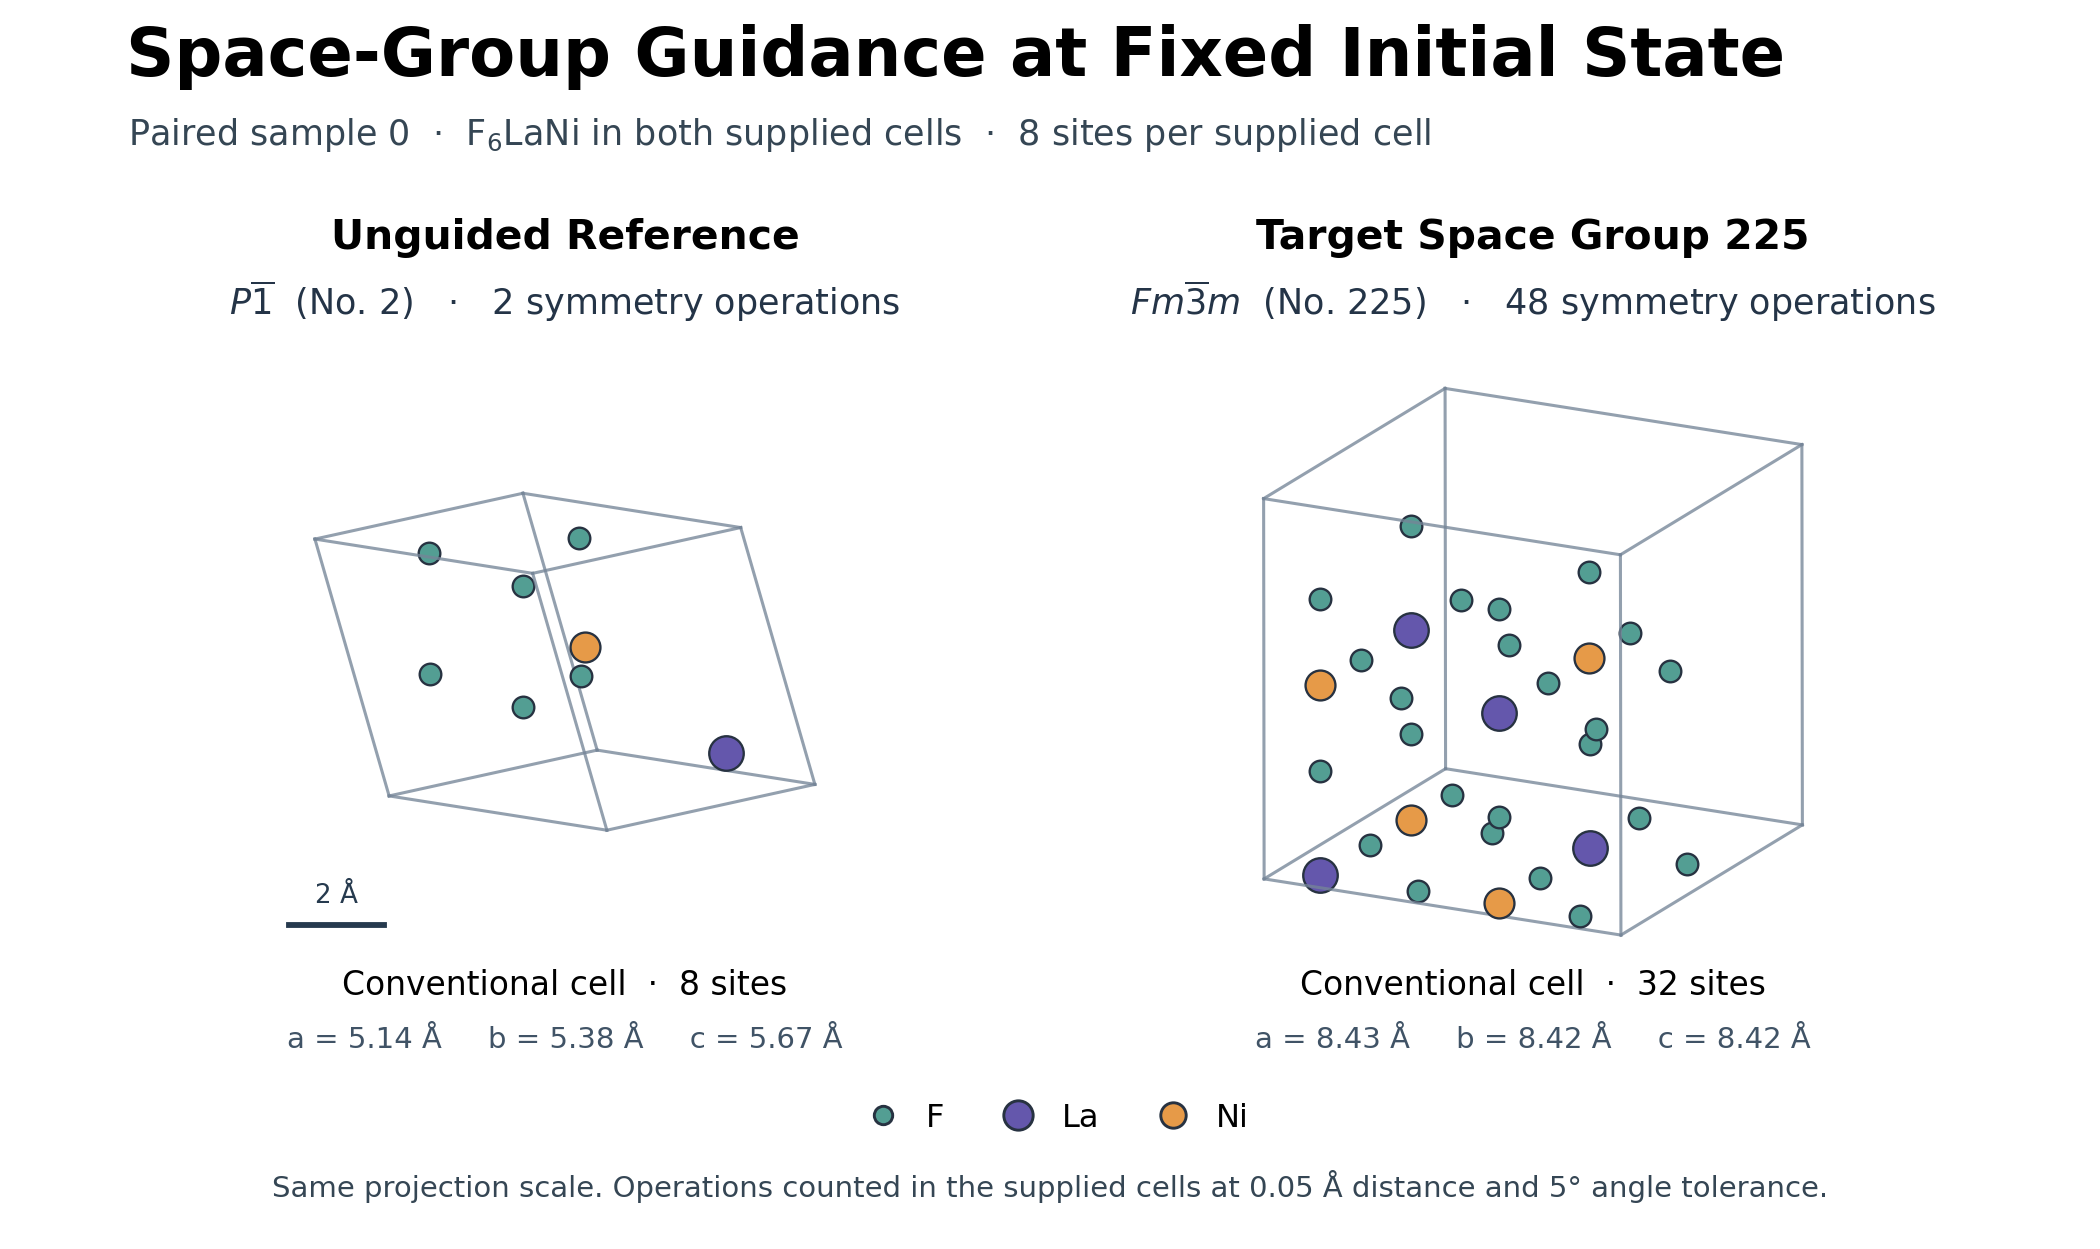 Space-Group Guidance at Fixed Initial State
Paired sample 0 · F₆LaNi in both supplied cells · 8 sites per supplied cell
Unguided Reference
P1̅ (No. 2) · 2 symmetry operations
Target Space Group 225
Fm3̅m (No. 225) · 48 symmetry operations
2 Å
Conventional cell · 8 sites
a = 5.14 Å b = 5.38 Å c = 5.67 Å
Conventional cell · 32 sites
a = 8.43 Å b = 8.42 Å c = 8.42 Å
F La Ni
Same projection scale. Operations counted in the supplied cells at 0.05 Å distance and 5° angle tolerance.